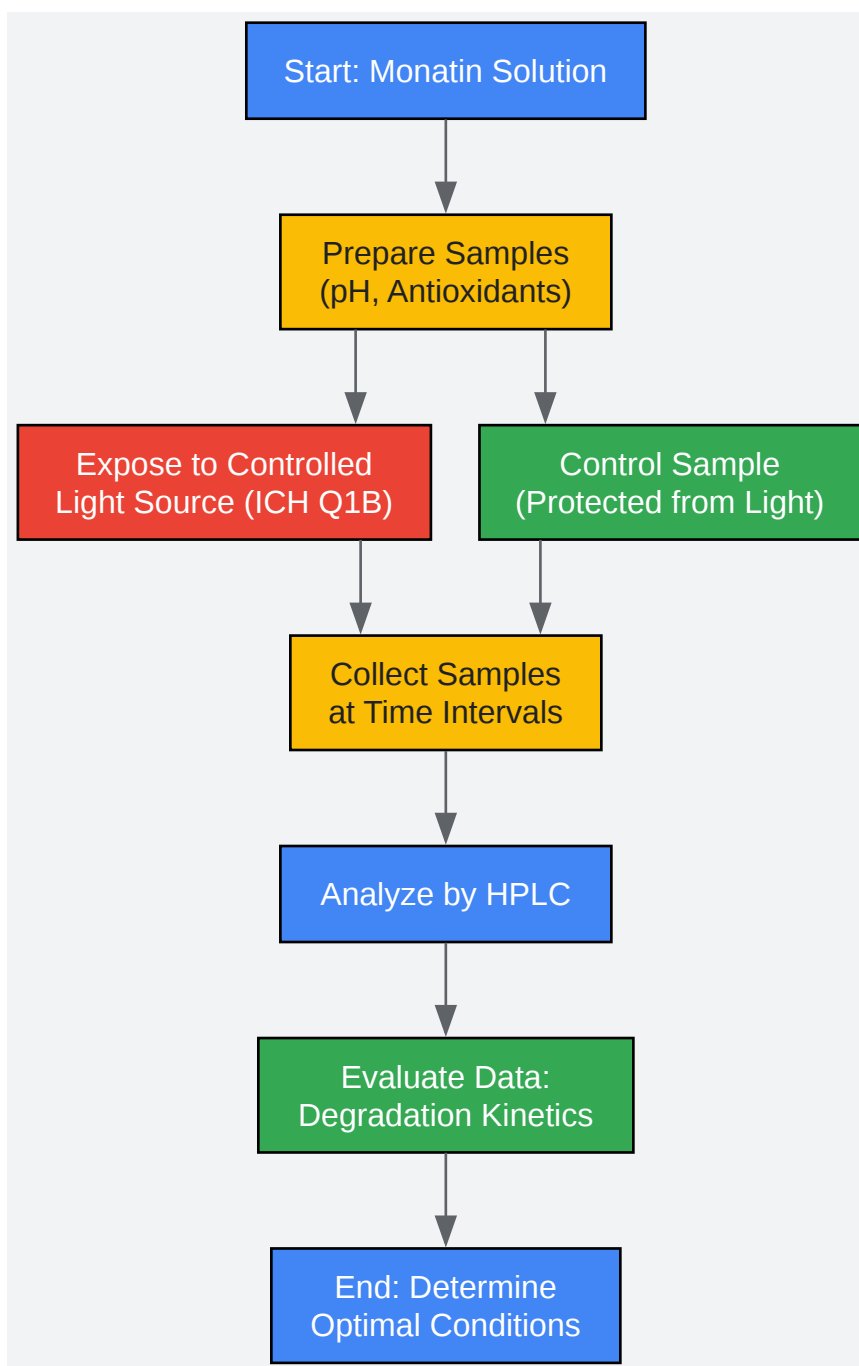 Start: Monatin Solution
Prepare Samples
(pH, Antioxidants)
Expose to Controlled
Light Source (ICH Q1B)
Control Sample
(Protected from Light)
Collect Samples
at Time Intervals
Analyze by HPLC
Evaluate Data:
Degradation Kinetics
End: Determine
Optimal Conditions